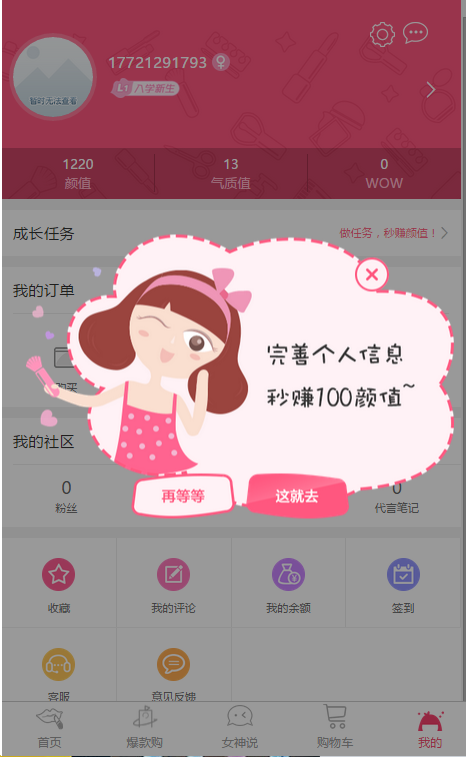 17721291793
暂时无法查看
L1 入学新生
1220
13
0
颜值
气质值
WOW
成长任务
做任务，秒赚颜值！
我的订单
完善个人信息
秒赚100颜值~
购买
我的社区
再等等
这就去
0
0
粉丝
代言笔记
收藏
我的评论
我的余额
签到
客服
意见反馈
首页
爆款购
女神说
购物车
我的